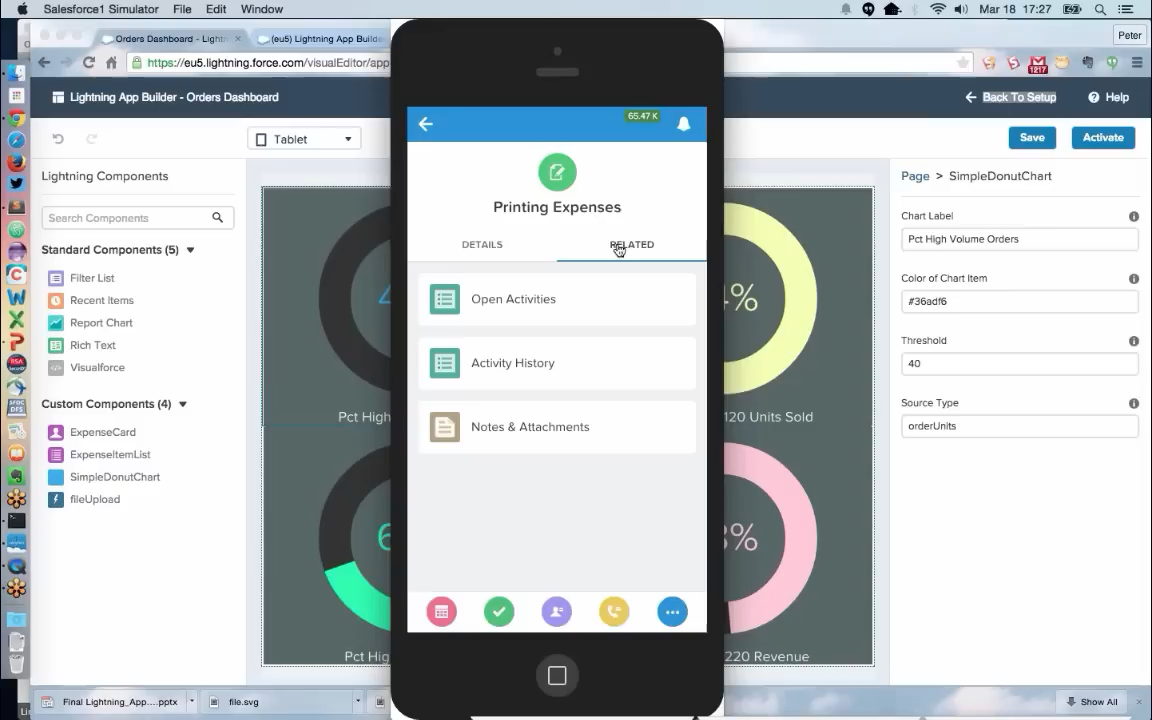 Salesforce1 Simulator File Edit Window
Mar 18 17:27
Orders Dashboard - Lightn
(eu5) Lightning App Builde
Peter
https://eu5.lightning.force.com/visualEditor/app
1217
Lightning App Builder - Orders Dashboard
Back To Setup
Help
Tablet
Save
Activate
Lightning Components
Search Components
Standard Components (5)
Filter List
Recent Items
Report Chart
Rich Text
Visualforce
Custom Components (4)
ExpenseCard
ExpenseItemList
SimpleDonutChart
fileUpload
65.47 K
Printing Expenses
DETAILS
RELATED
Open Activities
Activity History
Notes & Attachments
4
4%
Pct High
120 Units Sold
6
3%
Pct Hig
220 Revenue
Page > SimpleDonutChart
Chart Label
Pct High Volume Orders
Color of Chart Item
#36adf6
Threshold
40
Source Type
orderUnits
Final Lightning_App....pptx
file.svg
Show All